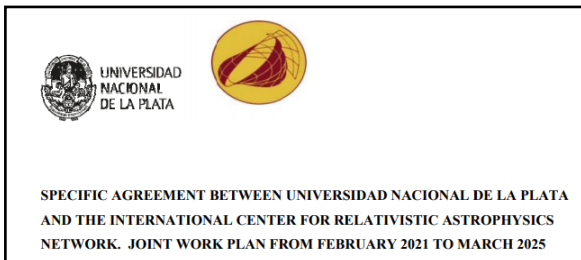 UNIVERSIDAD
NACIONAL
DE LA PLATA
SPECIFIC AGREEMENT BETWEEN UNIVERSIDAD NACIONAL DE LA PLATA
AND THE INTERNATIONAL CENTER FOR RELATIVISTIC ASTROPHYSICS
NETWORK. JOINT WORK PLAN FROM FEBRUARY 2021 TO MARCH 2025